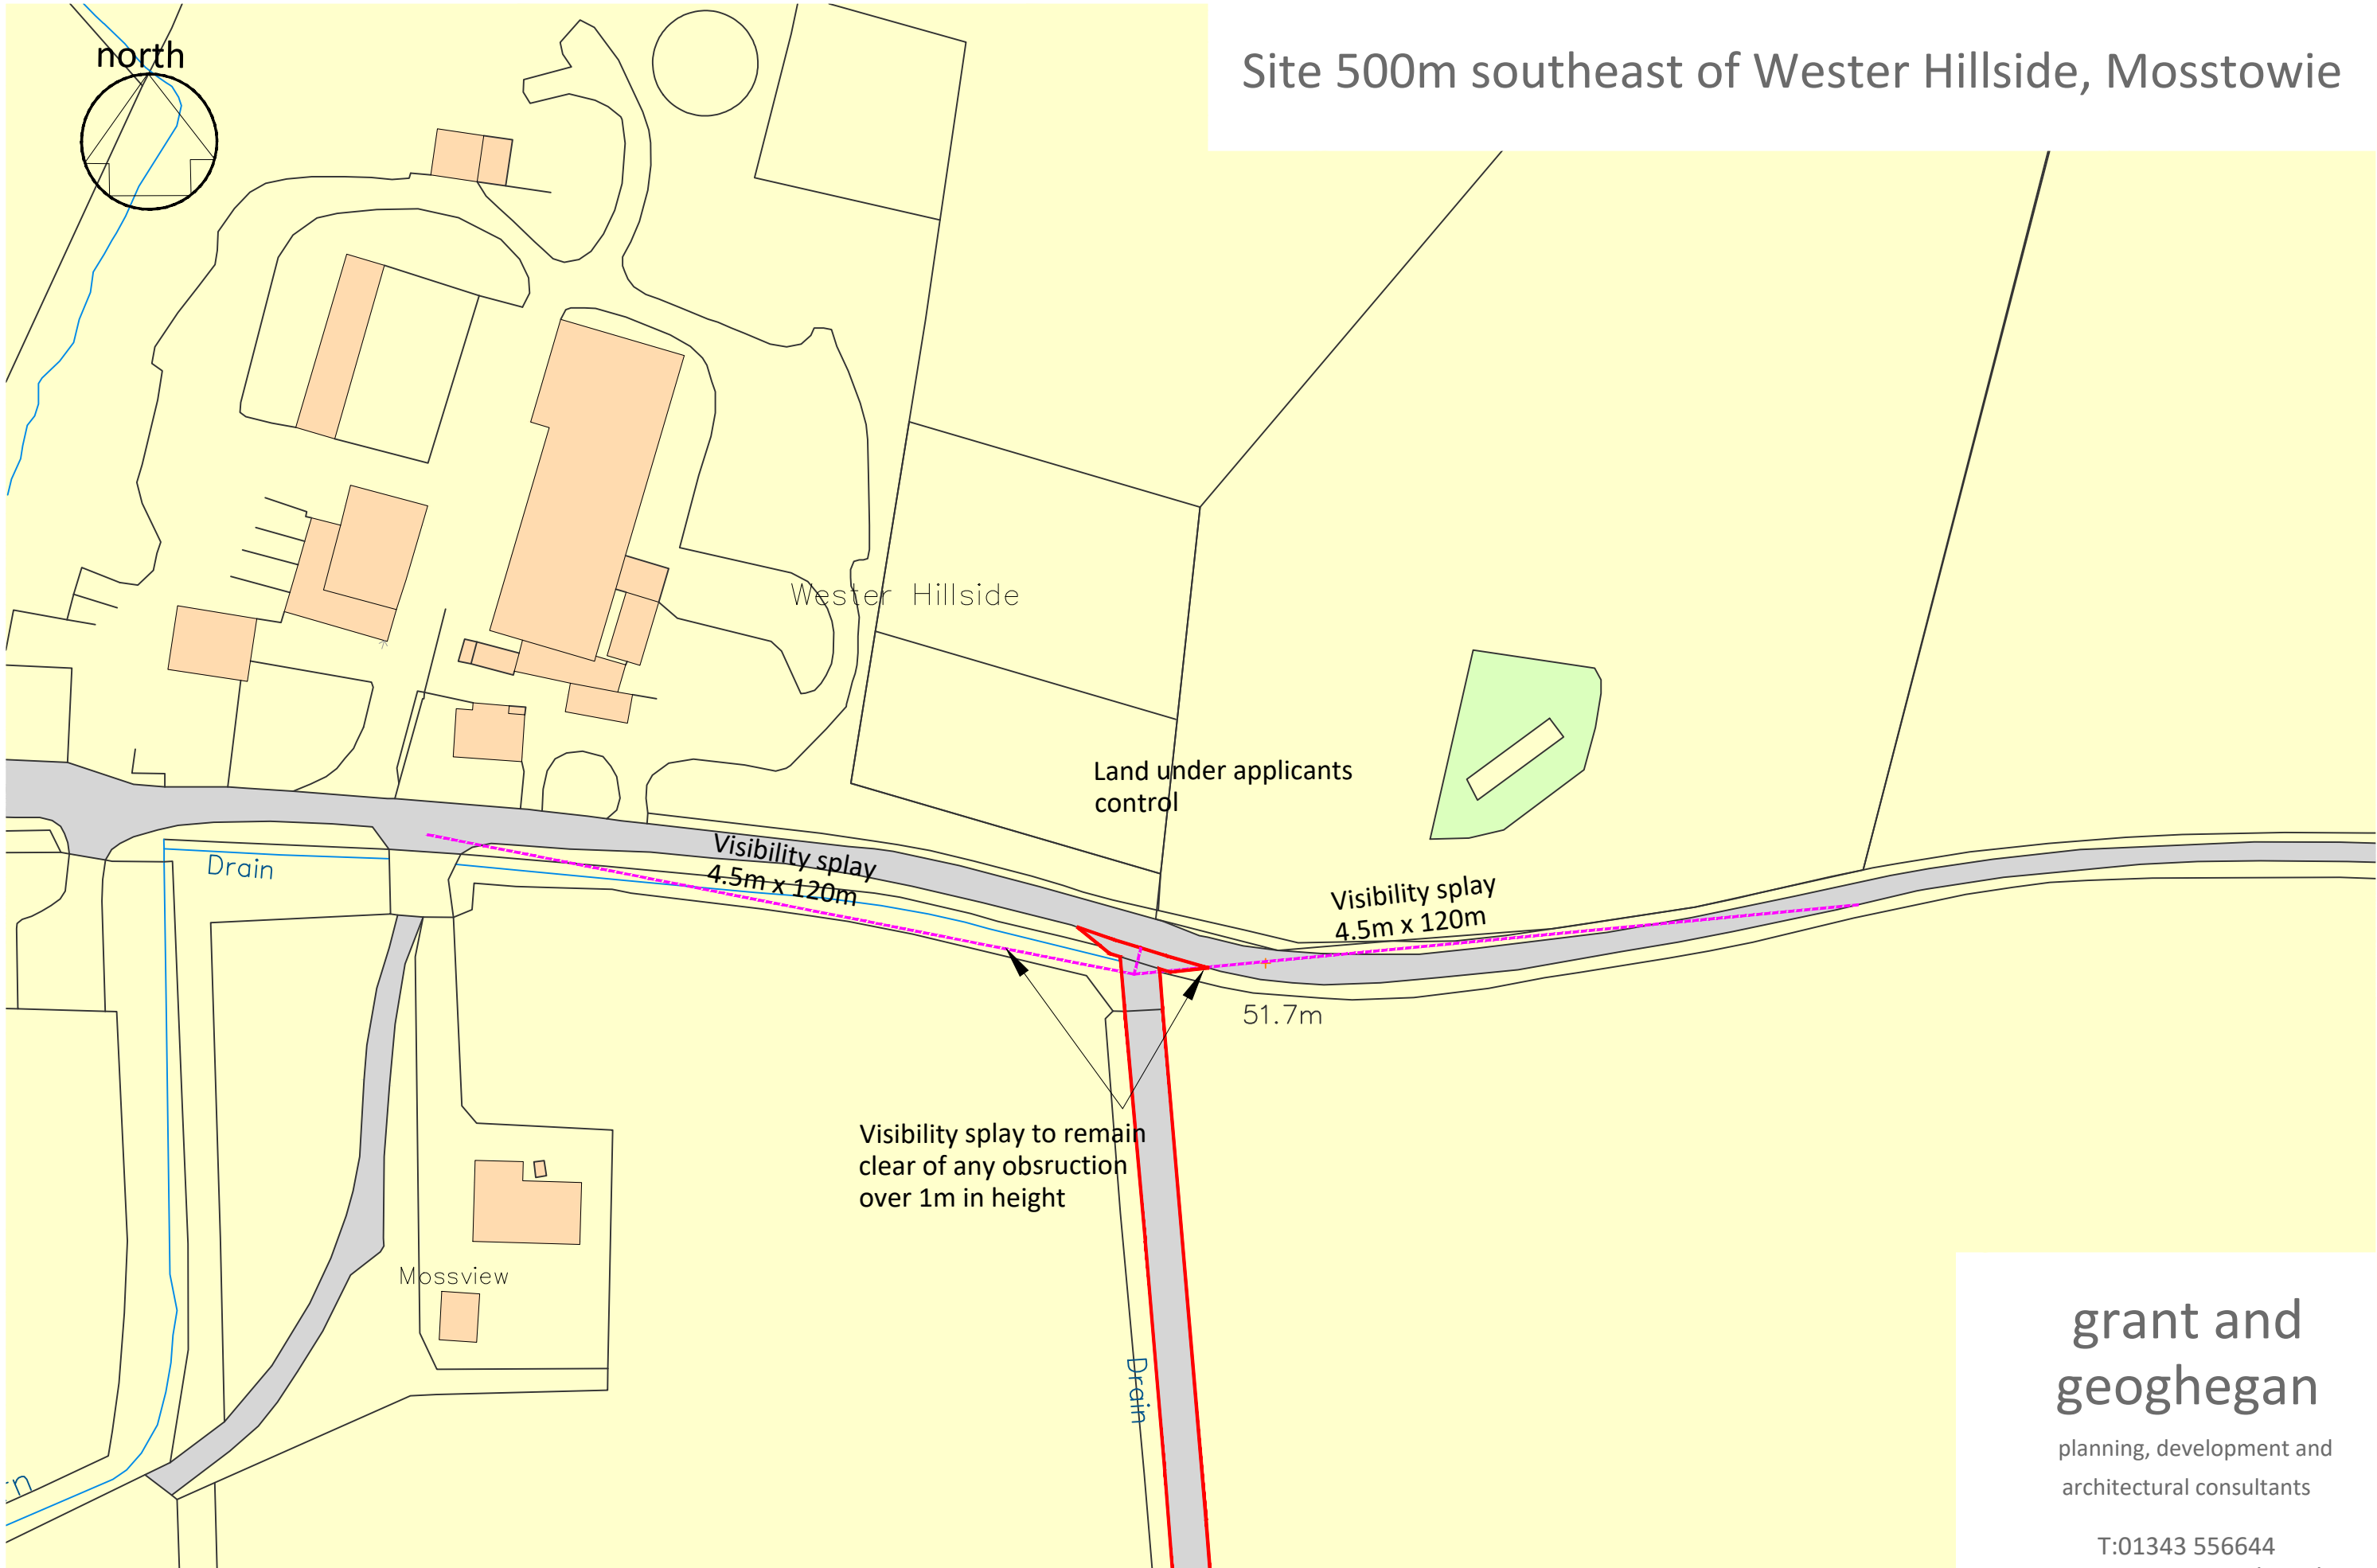 north
Site 500m southeast of Wester Hillside, Mosstowie
Wester Hillside
Land under applicants
control
Visibility splay
4.5m x 120m
Visibility splay
4.5m x 120m
Drain
51.7m
Visibility splay to remain
clear of any obsruction
over 1m in height
Mossview
Drain
grant and
geoghegan
planning, development and
architectural consultants
T:01343 556644